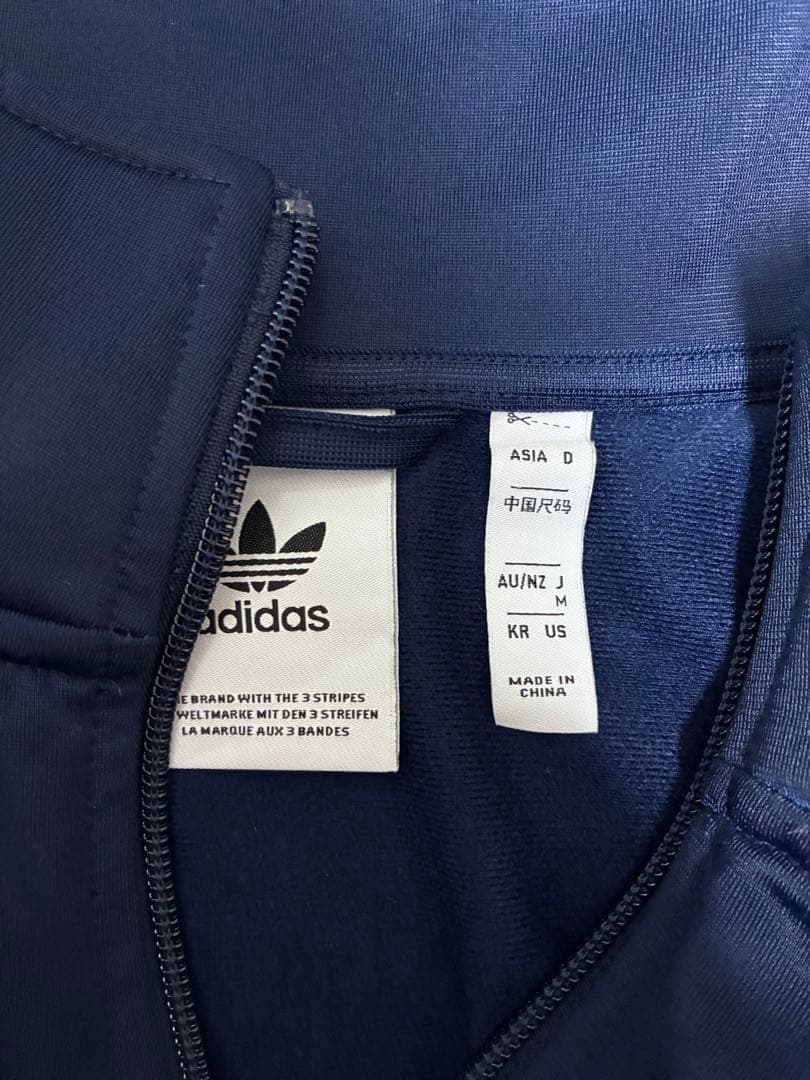 adidas
E BRAND WITH THE 3 STRIPES
WELTMARKE MIT DEN 3 STREIFEN
LA MARQUE AUX 3 BANDES
ASIA D
中国尺码
AU/NZ J
M
KR US
MADE IN
CHINA